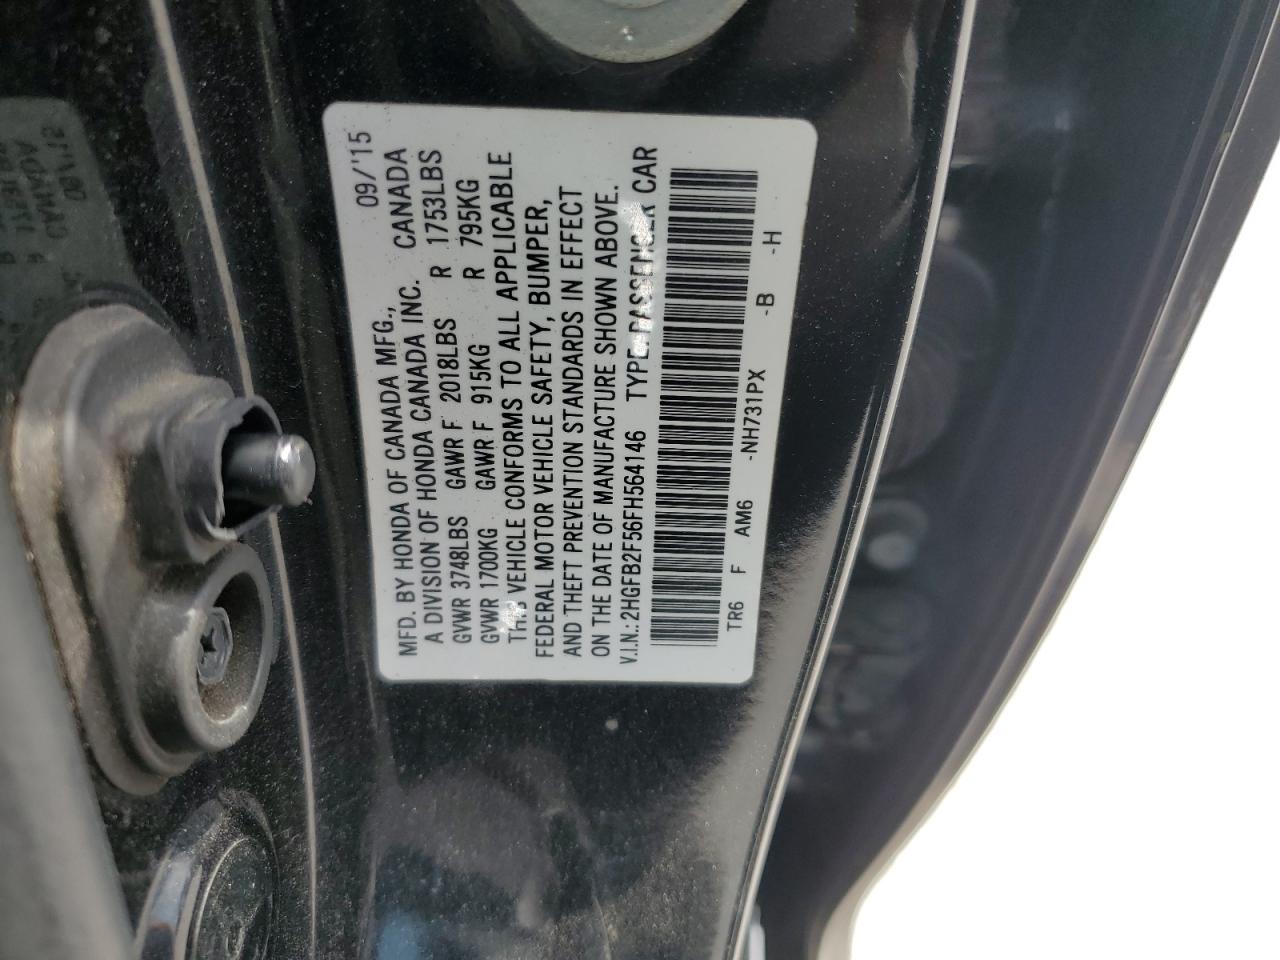 MFD. BY HONDA OF CANADA MFG., 09/'15
A DIVISION OF HONDA CANADA INC. CANADA
GVWR 3748LBS GAWR F 2018LBS R 1753LBS
GVWR 1700KG GAWR F 915KG R 795KG
THIS VEHICLE CONFORMS TO ALL APPLICABLE
FEDERAL MOTOR VEHICLE SAFETY, BUMPER,
AND THEFT PREVENTION STANDARDS IN EFFECT
ON THE DATE OF MANUFACTURE SHOWN ABOVE.
V.I.N.: 2HGFB2F56FH564146 TYPE: PASSENGER CAR
TR6 F AM6 -NH731PX -B -H